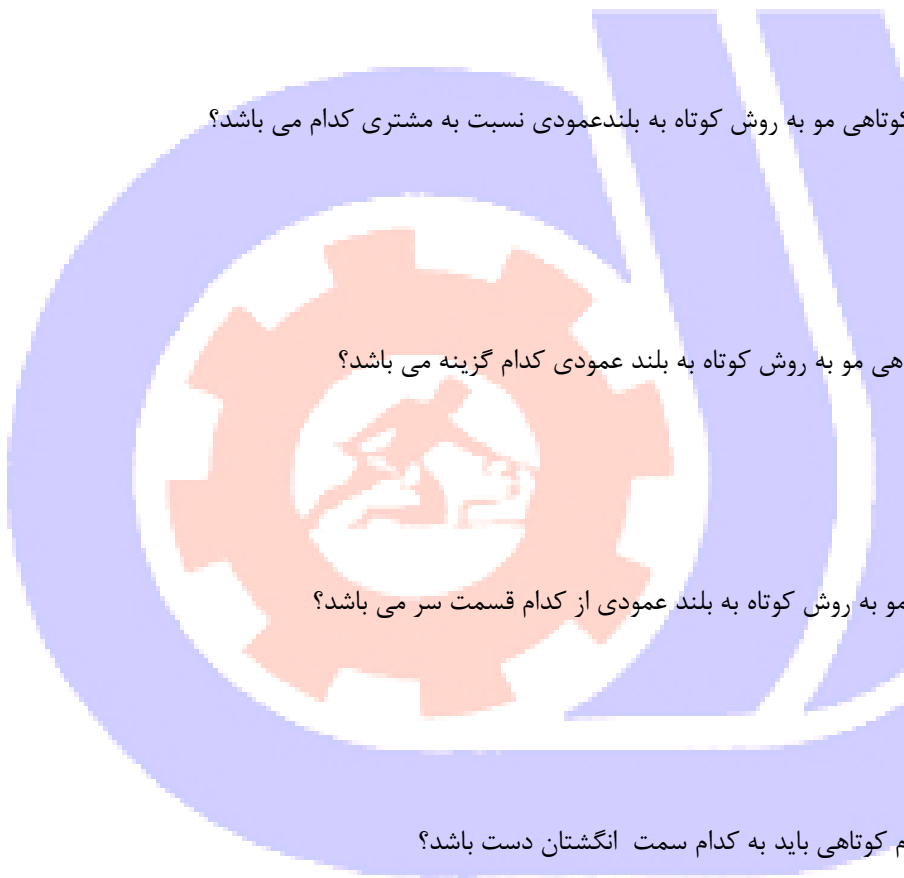 کوتاهی مو به روش کوتاه به بلندعمودی نسبت به مشتری کدام می باشد؟
مو به روش کوتاه به بلند عمودی کدام گزینه می باشد؟
مو به روش کوتاه به بلند عمودی از کدام قسمت سر می باشد؟
کوتاهی باید به کدام سمت انگشتان دست باشد؟